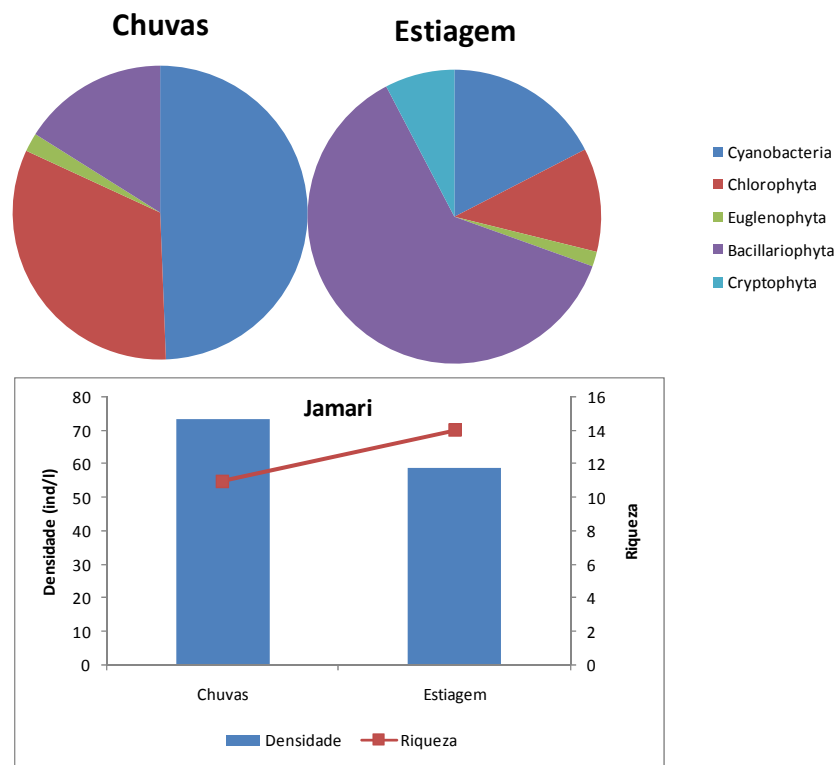 Chuvas
Estiagem
Cyanobacteria
Chlorophyta
Euglenophyta
Bacillariophyta
Cryptophyta
Jamari
80
70
60
50
40
30
20
10
0
Densidade (ind/l)
16
14
12
10
8
6
4
2
0
Riqueza
Chuvas
Estiagem
Densidade
Riqueza